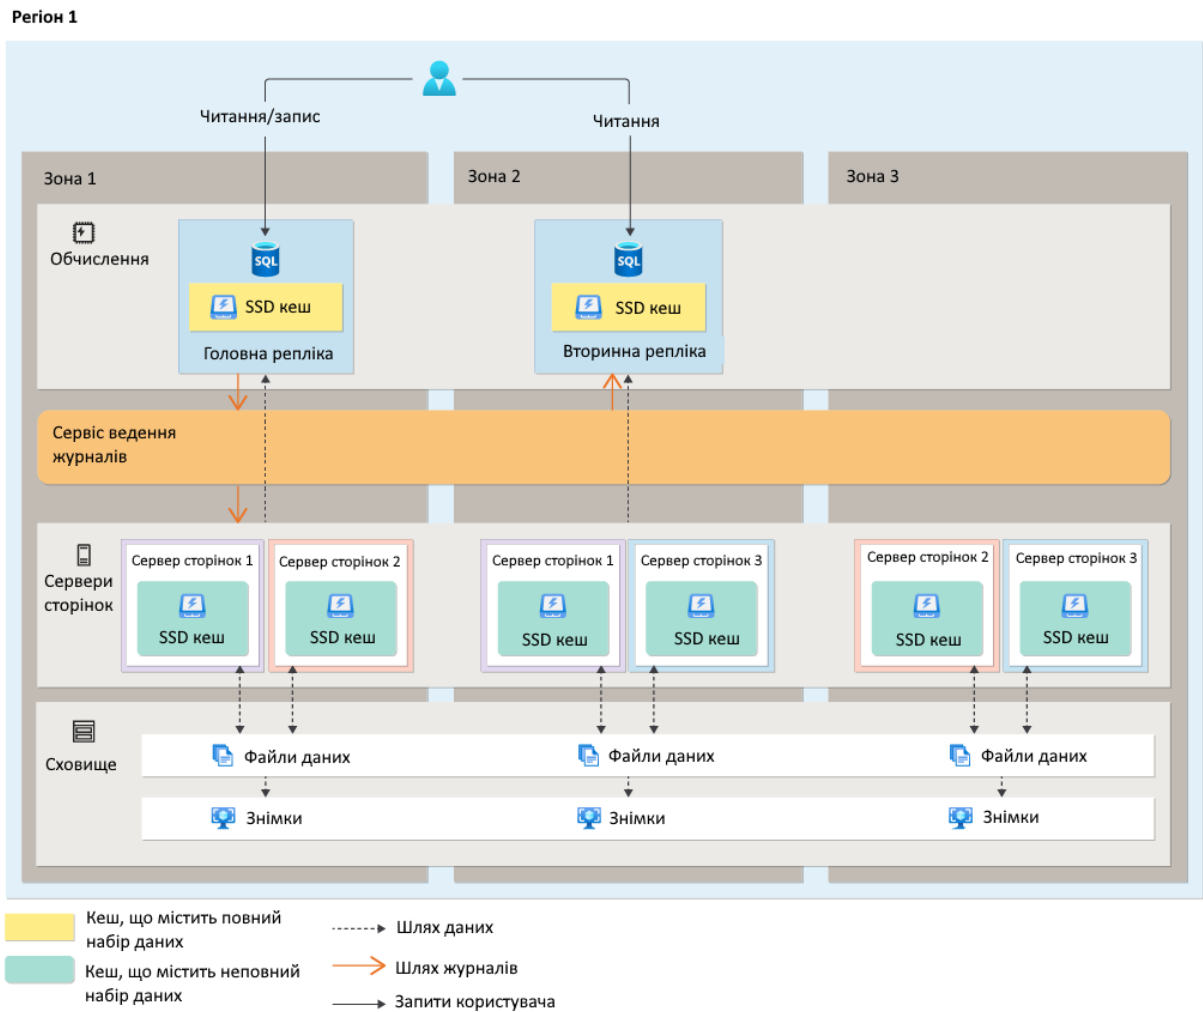 Регіон 1
Читання/запис
Читання
Зона 1
Зона 2
Зона 3
Обчислення
SQL
SSD кеш
Головна репліка
SQL
SSD кеш
Вторинна репліка
Сервіс ведення
журналів
Сервери
сторінок
Сервер сторінок 1
SSD кеш
Сервер сторінок 2
SSD кеш
Сервер сторінок 1
SSD кеш
Сервер сторінок 3
SSD кеш
Сервер сторінок 2
SSD кеш
Сервер сторінок 3
SSD кеш
Сховище
Файли даних
Файли даних
Файли даних
Знімки
Знімки
Знімки
Кеш, що містить повний
набір даних
Кеш, що містить неповний
набір даних
Шлях даних
Шлях журналів
Запити користувача